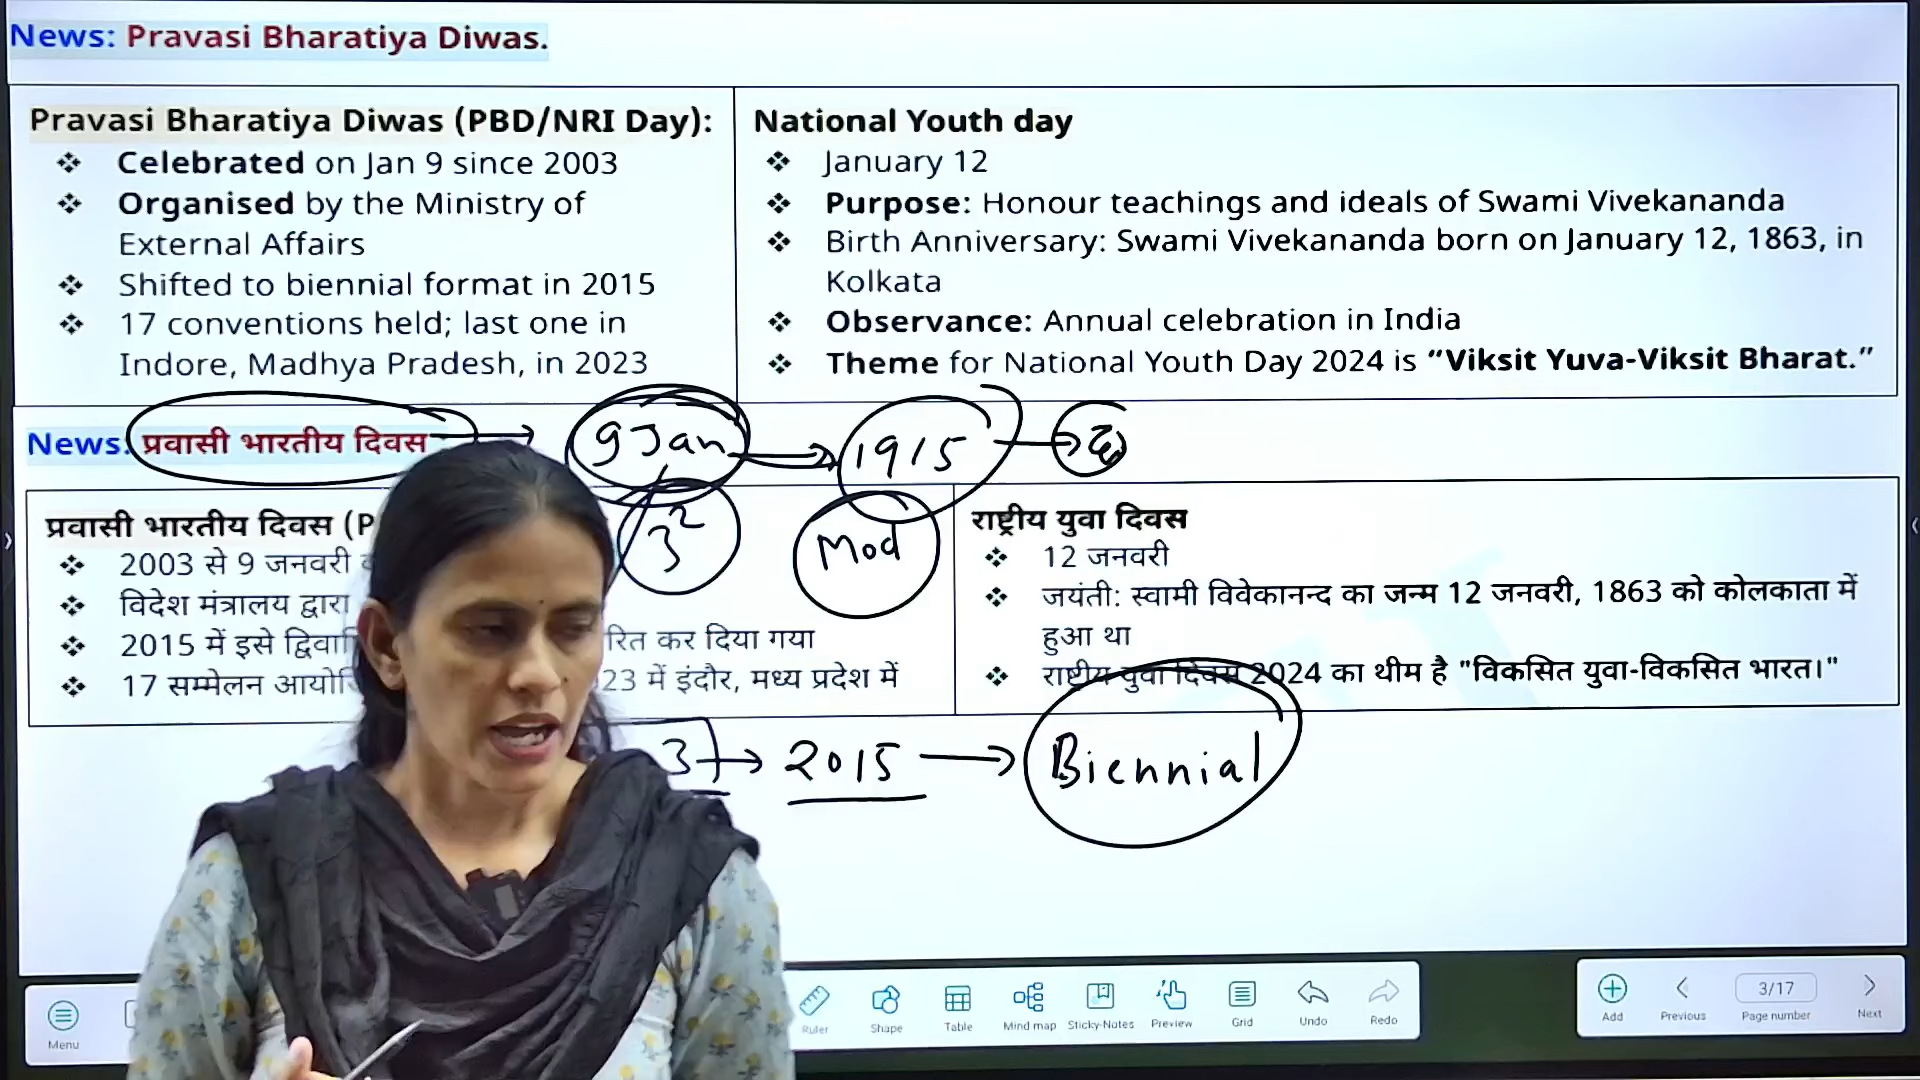 News: Pravasi Bharatiya Diwas.
Pravasi Bharatiya Diwas (PBD/NRI Day):
❖ Celebrated on Jan 9 since 2003
❖ Organised by the Ministry of
External Affairs
❖ Shifted to biennial format in 2015
❖ 17 conventions held; last one in
Indore, Madhya Pradesh, in 2023
National Youth day
❖ January 12
❖ Purpose: Honour teachings and ideals of Swami Vivekananda
❖ Birth Anniversary: Swami Vivekananda born on January 12, 1863, in
Kolkata
❖ Observance: Annual celebration in India
❖ Theme for National Youth Day 2024 is “Viksit Yuva-Viksit Bharat.”
News: प्रवासी भारतीय दिवस → 9 Jan → 1915 →
3²
Mod
प्रवासी भारतीय दिवस (P
❖ 2003 से 9 जनवरी
❖ विदेश मंत्रालय द्वारा
❖ 2015 में इसे रित कर दिया गया
❖ 17 सम्मेलन 23 में इंदौर, मध्य प्रदेश में
राष्ट्रीय युवा दिवस
❖ 12 जनवरी
❖ जयंती: स्वामी विवेकानन्द का जन्म 12 जनवरी, 1863 को कोलकाता में
हुआ था
❖ राष्ट्रीय युवा दिवस 2024 का थीम है "विकसित युवा-विकसित भारत।"
3 → 2015 → Biennial
Menu
Ruler
Shape
Table
Mind map
Sticky-Notes
Preview
Grid
Undo
Redo
Add
Previous
3/17
Page number
Next